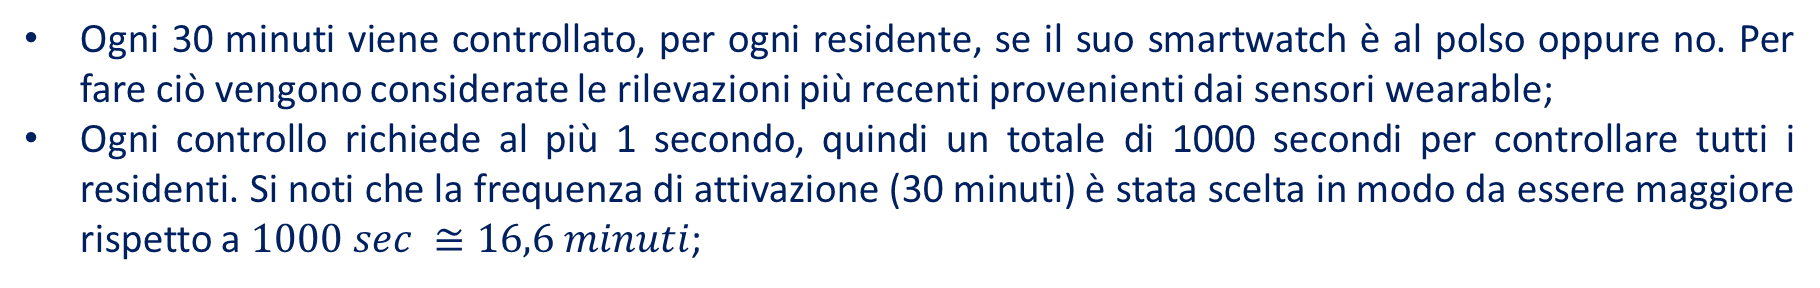 • Ogni 30 minuti viene controllato, per ogni residente, se il suo smartwatch è al polso oppure no. Per
fare ciò vengono considerate le rilevazioni più recenti provenienti dai sensori wearable;
• Ogni controllo richiede al più 1 secondo, quindi un totale di 1000 secondi per controllare tutti i
residenti. Si noti che la frequenza di attivazione (30 minuti) è stata scelta in modo da essere maggiore
rispetto a 1000 sec ≅ 16,6 minuti;